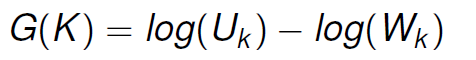 G(K) = log(U_k) − log(W_k)